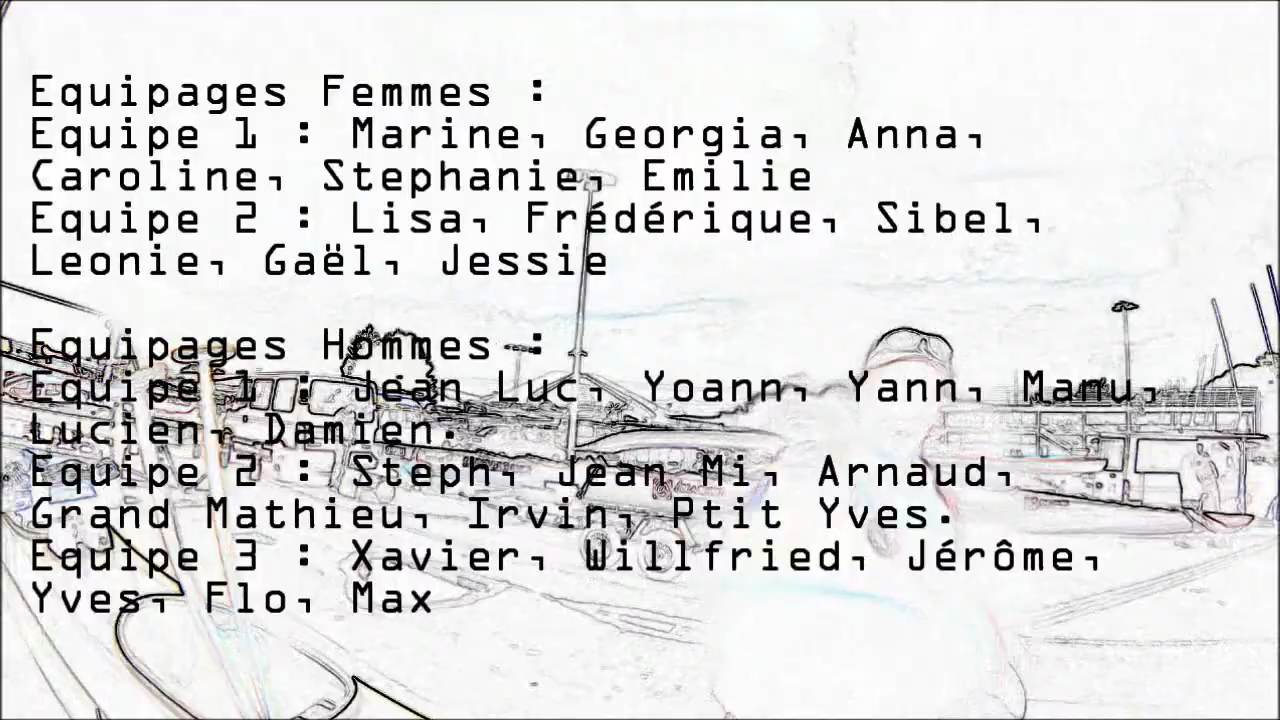 Equipages Femmes :
Equipe 1 : Marine, Georgia, Anna,
Caroline, Stephanie, Emilie
Equipe 2 : Lisa, Frédérique, Sibel,
Leonie, Gaël, Jessie
Equipages Hommes :
Equipe 1 : Jean Luc, Yoann, Yann, Manu,
Lucien, Damien.
Equipe 2 : Steph, Jean Mi, Arnaud,
Grand Mathieu, Irvin, Ptit Yves.
Equipe 3 : Xavier, Willfried, Jérôme,
Yves, Flo, Max